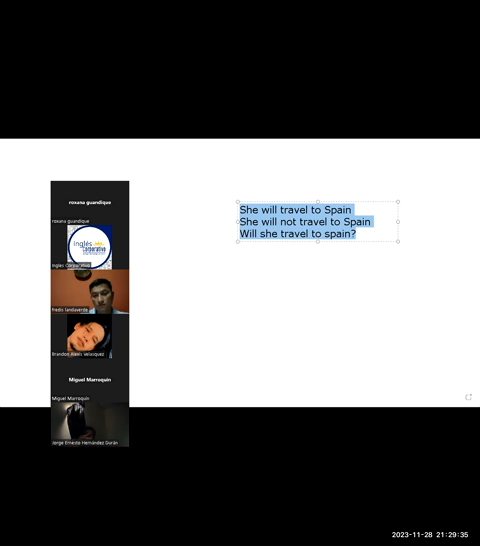 roxana guandique
roxana guandique
Inglés
corporativo
Inglés Corporativo
fredis landaverde
Brandon Alexis Velasquez
Miguel Marroquin
Miguel Marroquin
Jorge Ernesto Hernández Durán
She will travel to Spain
She will not travel to Spain
Will she travel to spain?
2023-11-28 21:29:35